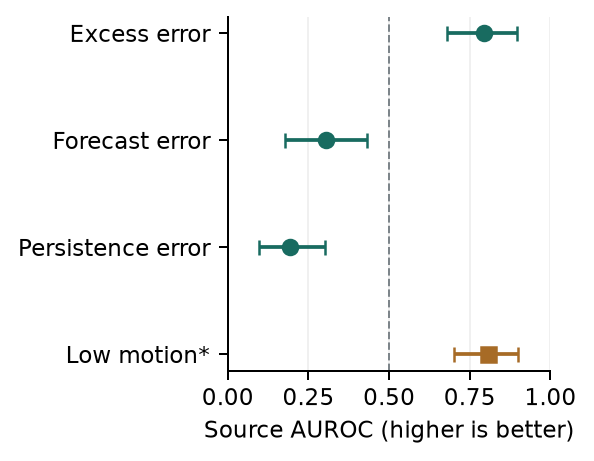 Excess error
Forecast error
Persistence error
Low motion*
0.00 0.25 0.50 0.75 1.00
Source AUROC (higher is better)